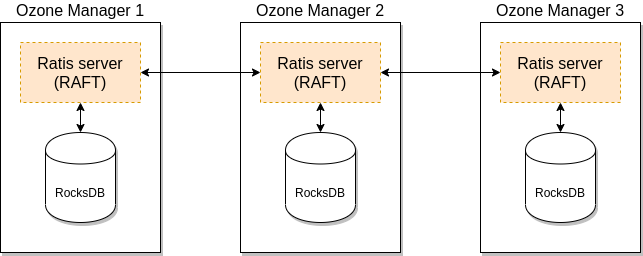 Ozone Manager 1
Ozone Manager 2
Ozone Manager 3
Ratis server
(RAFT)
Ratis server
(RAFT)
Ratis server
(RAFT)
RocksDB
RocksDB
RocksDB